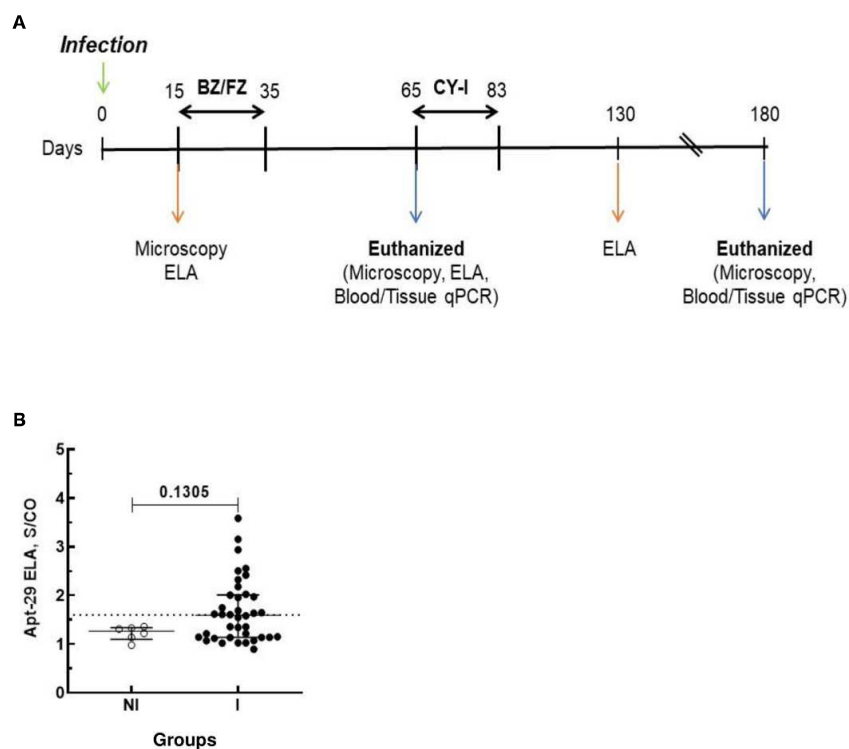 A
Infection
15 BZ/FZ 35 65 CY-I 83
0 130 180
Days
Microscopy
ELA
Euthanized
(Microscopy, ELA,
Blood/Tissue qPCR)
ELA
Euthanized
(Microscopy,
Blood/Tissue qPCR)
B
5
4
3
2
1
0
Apt-29 ELA, S/CO
0.1305
NI I
Groups